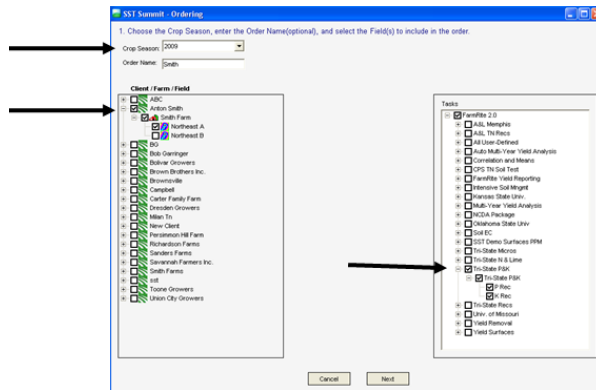 SST Summit - Ordering
1. Choose the Crop Season, enter the Order Name(optional), and select the Field(s) to include in the order.
Crop Season: 2009
Order Name: Smith
Client / Farm / Field
ABC
Anton Smith
Smith Farm
Northeast A
Northeast B
BG
Bob Garringer
Bolivar Growers
Brown Brothers Inc.
Brownsville
Campbell
Carter Family Farm
Dresden Growers
Milan Tn
New Client
Persimmon Hill Farm
Richardson Farms
Sanders Farms
Savannah Farmers Inc.
Smith Farms
sst
Toone Growers
Union City Growers
Tasks
FarmRite 2.0
A&L Memphis
A&L TN Recs
All User-Defined
Auto Multi-Year Yield Analysis
Correlation and Means
CPS TN Soil Test
FarmRite Yield Reporting
Intensive Soil Mngmt
Kansas State Univ.
Multi-Year Yield Analysis
NCDA Package
Oklahoma State Univ
Soil EC
SST Demo Surfaces PPM
Tri-State Micros
Tri-State N & Lime
Tri-State P&K
Tri-State P&K
P Rec
K Rec
Tri-State Recs
Univ. of Missouri
Yield Removal
Yield Surfaces
Cancel
Next